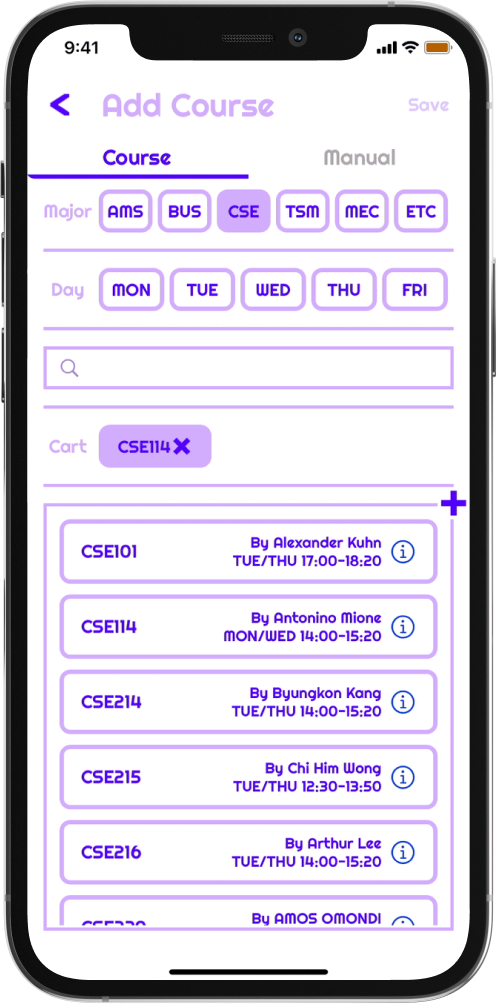 9:41
Add Course
Save
Course
Manual
Major AMS BUS CSE TSM MEC ETC
Day MON TUE WED THU FRI
Cart CSE114
CSE101
By Alexander Kuhn
TUE/THU 17:00-18:20
CSE114
By Antonino Mione
MON/WED 14:00-15:20
CSE214
By Byungkon Kang
TUE/THU 14:00-15:20
CSE215
By Chi Him Wong
TUE/THU 12:30-13:50
CSE216
By Arthur Lee
TUE/THU 14:00-15:20
By AMOS OMONDI